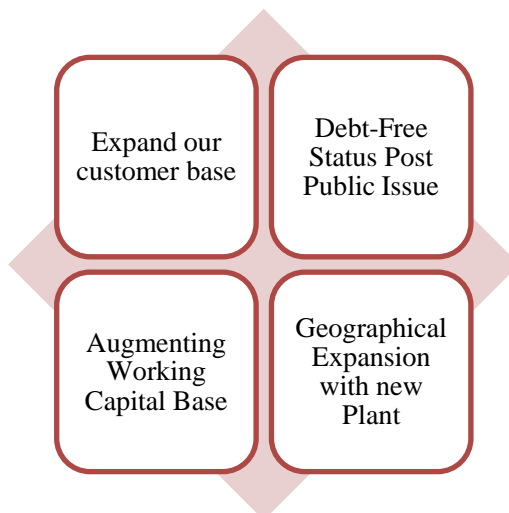 Expand our
customer base
Debt-Free
Status Post
Public Issue
Augmenting
Working
Capital Base
Geographical
Expansion
with new
Plant